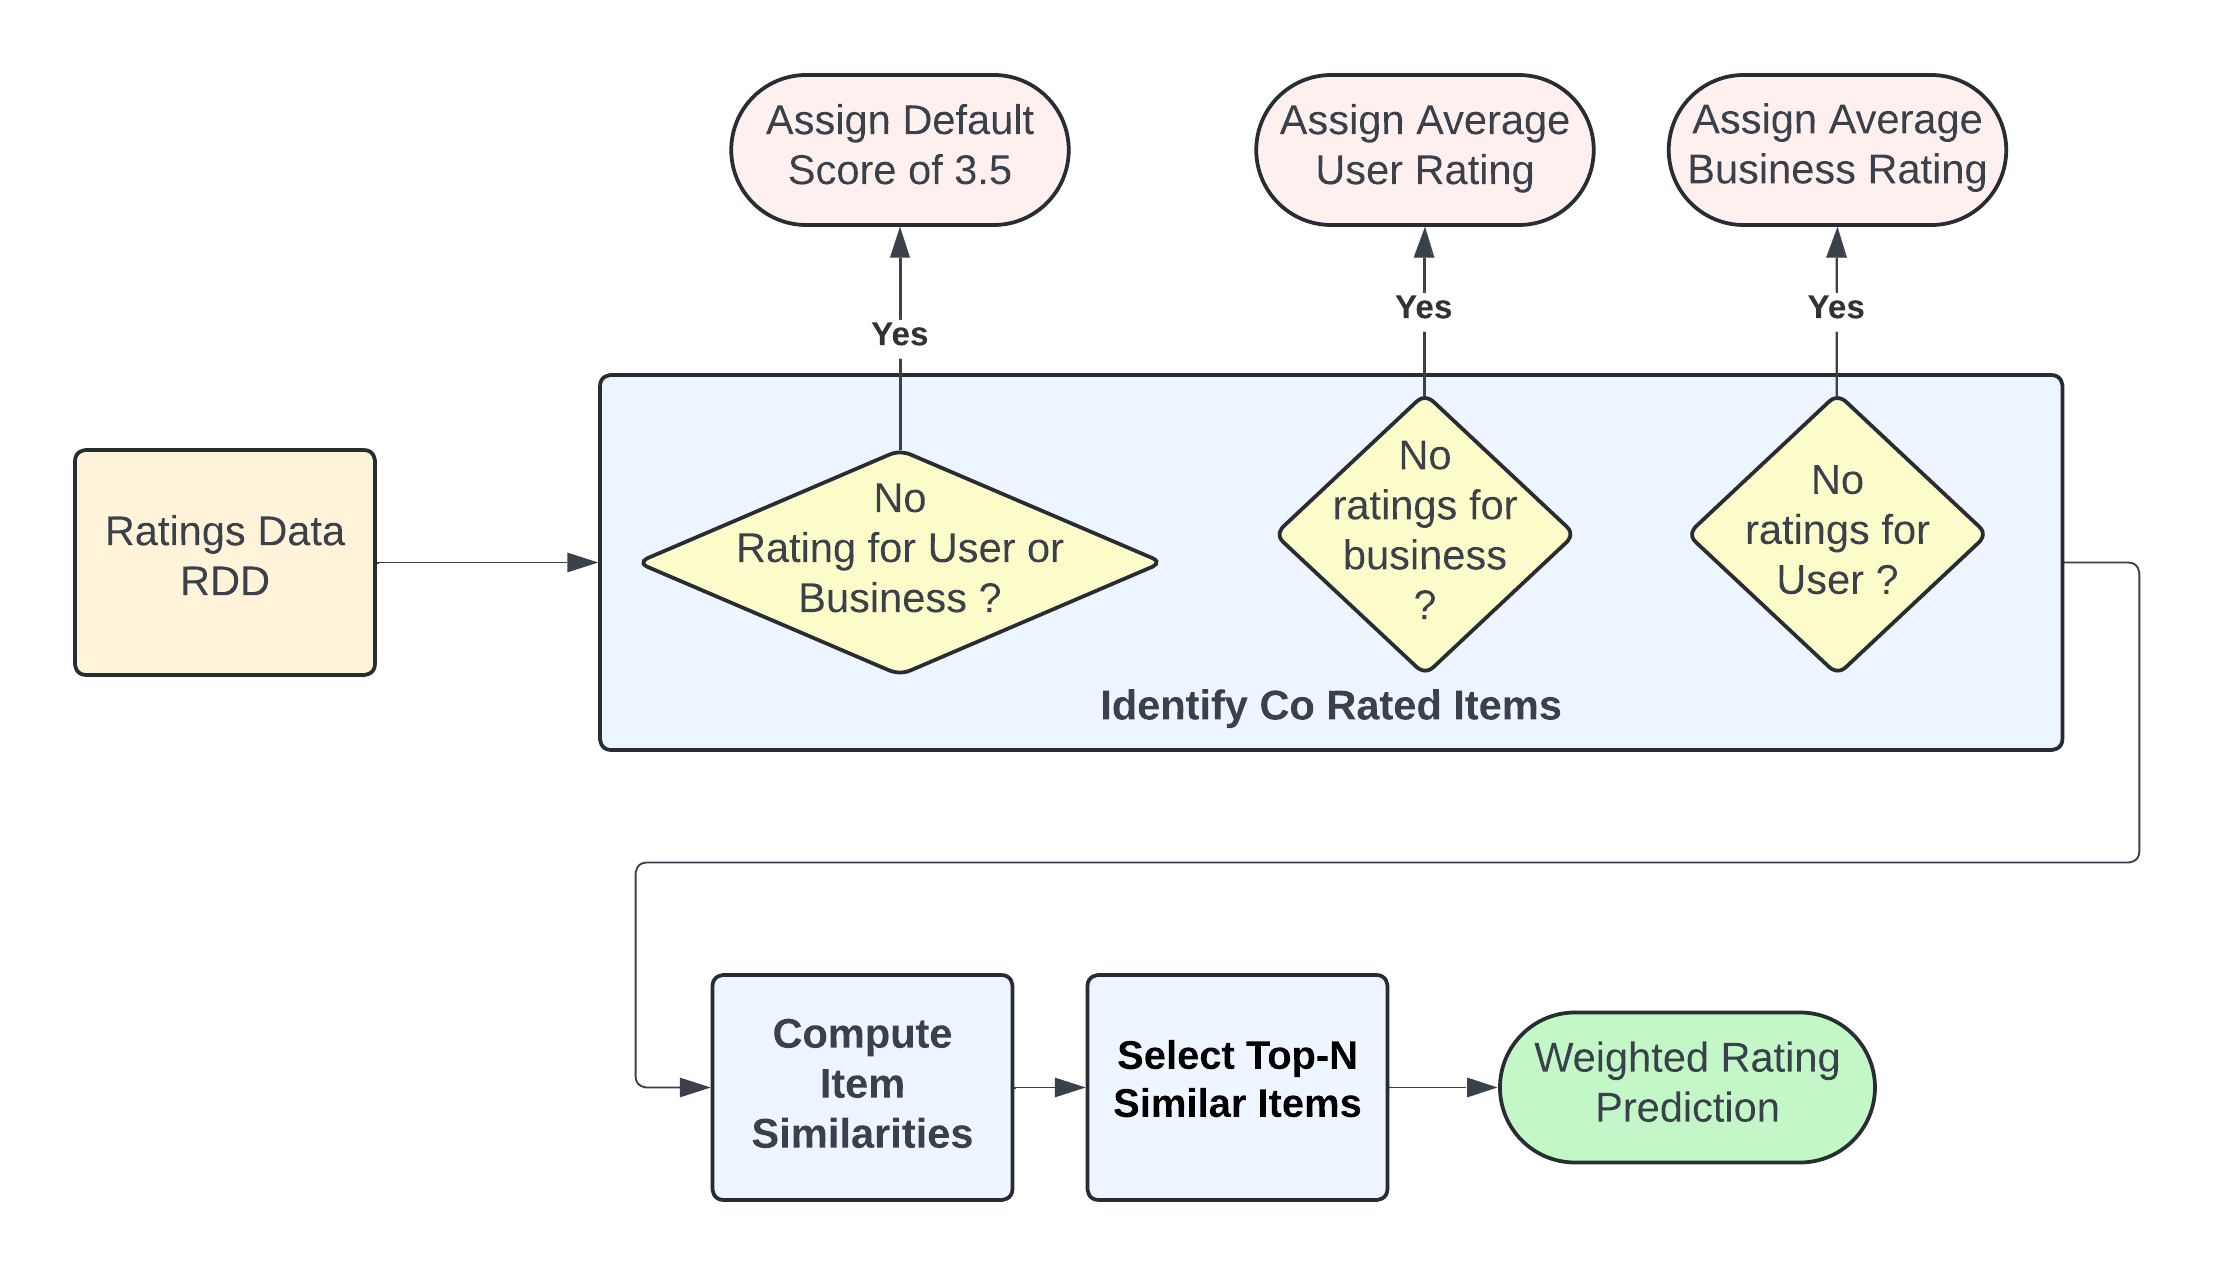 Assign Default
Score of 3.5
Assign Average
User Rating
Assign Average
Business Rating
Yes
Yes
Yes
Ratings Data
RDD
No
Rating for User or
Business ?
No
ratings for
business
?
No
ratings for
User ?
Identify Co Rated Items
Compute
Item
Similarities
Select Top-N
Similar Items
Weighted Rating
Prediction